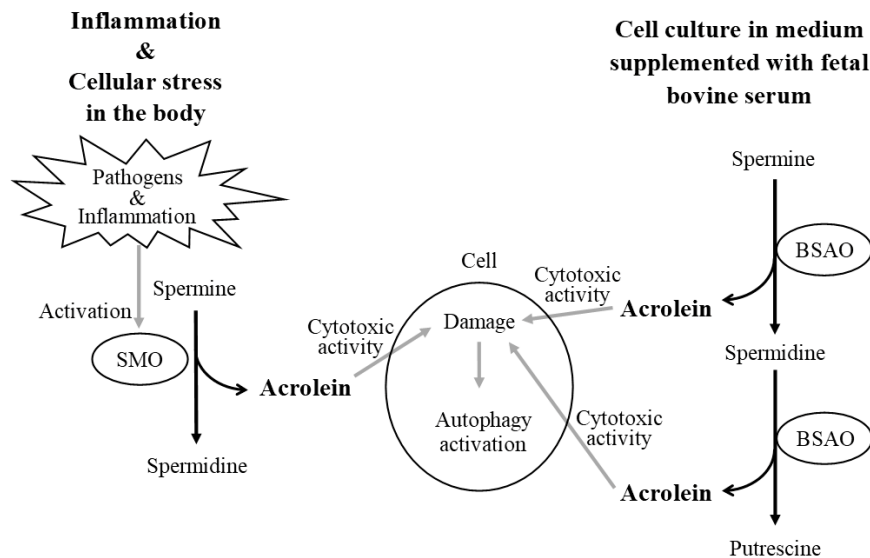 Inflammation
&
Cellular stress
in the body
Pathogens
&
Inflammation
Activation
Spermine
SMO
Acrolein
Spermidine
Cytotoxic
activity
Cell
Damage
Autophagy
activation
Cell culture in medium
supplemented with fetal
bovine serum
Spermine
BSAO
Cytotoxic
activity
Acrolein
Spermidine
BSAO
Cytotoxic
activity
Acrolein
Putrescine